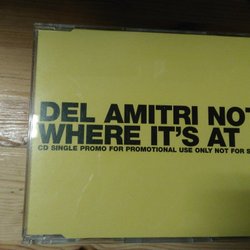 DEL AMITRI NOT
WHERE IT'S AT
CD SINGLE PROMO FOR PROMOTIONAL USE ONLY NOT FOR S